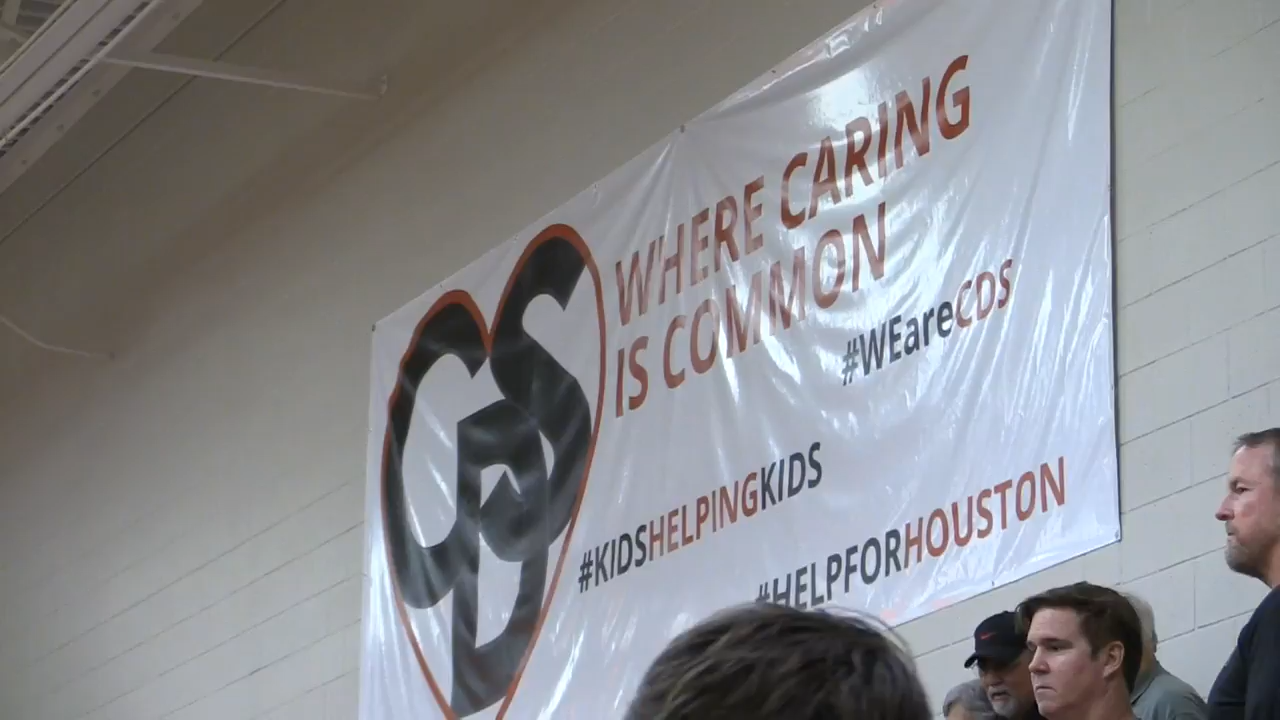 CDS
WHERE CARING
IS COMMON
#WEareCDS
#KIDSHELPINGKIDS
#HELPFORHOUSTON